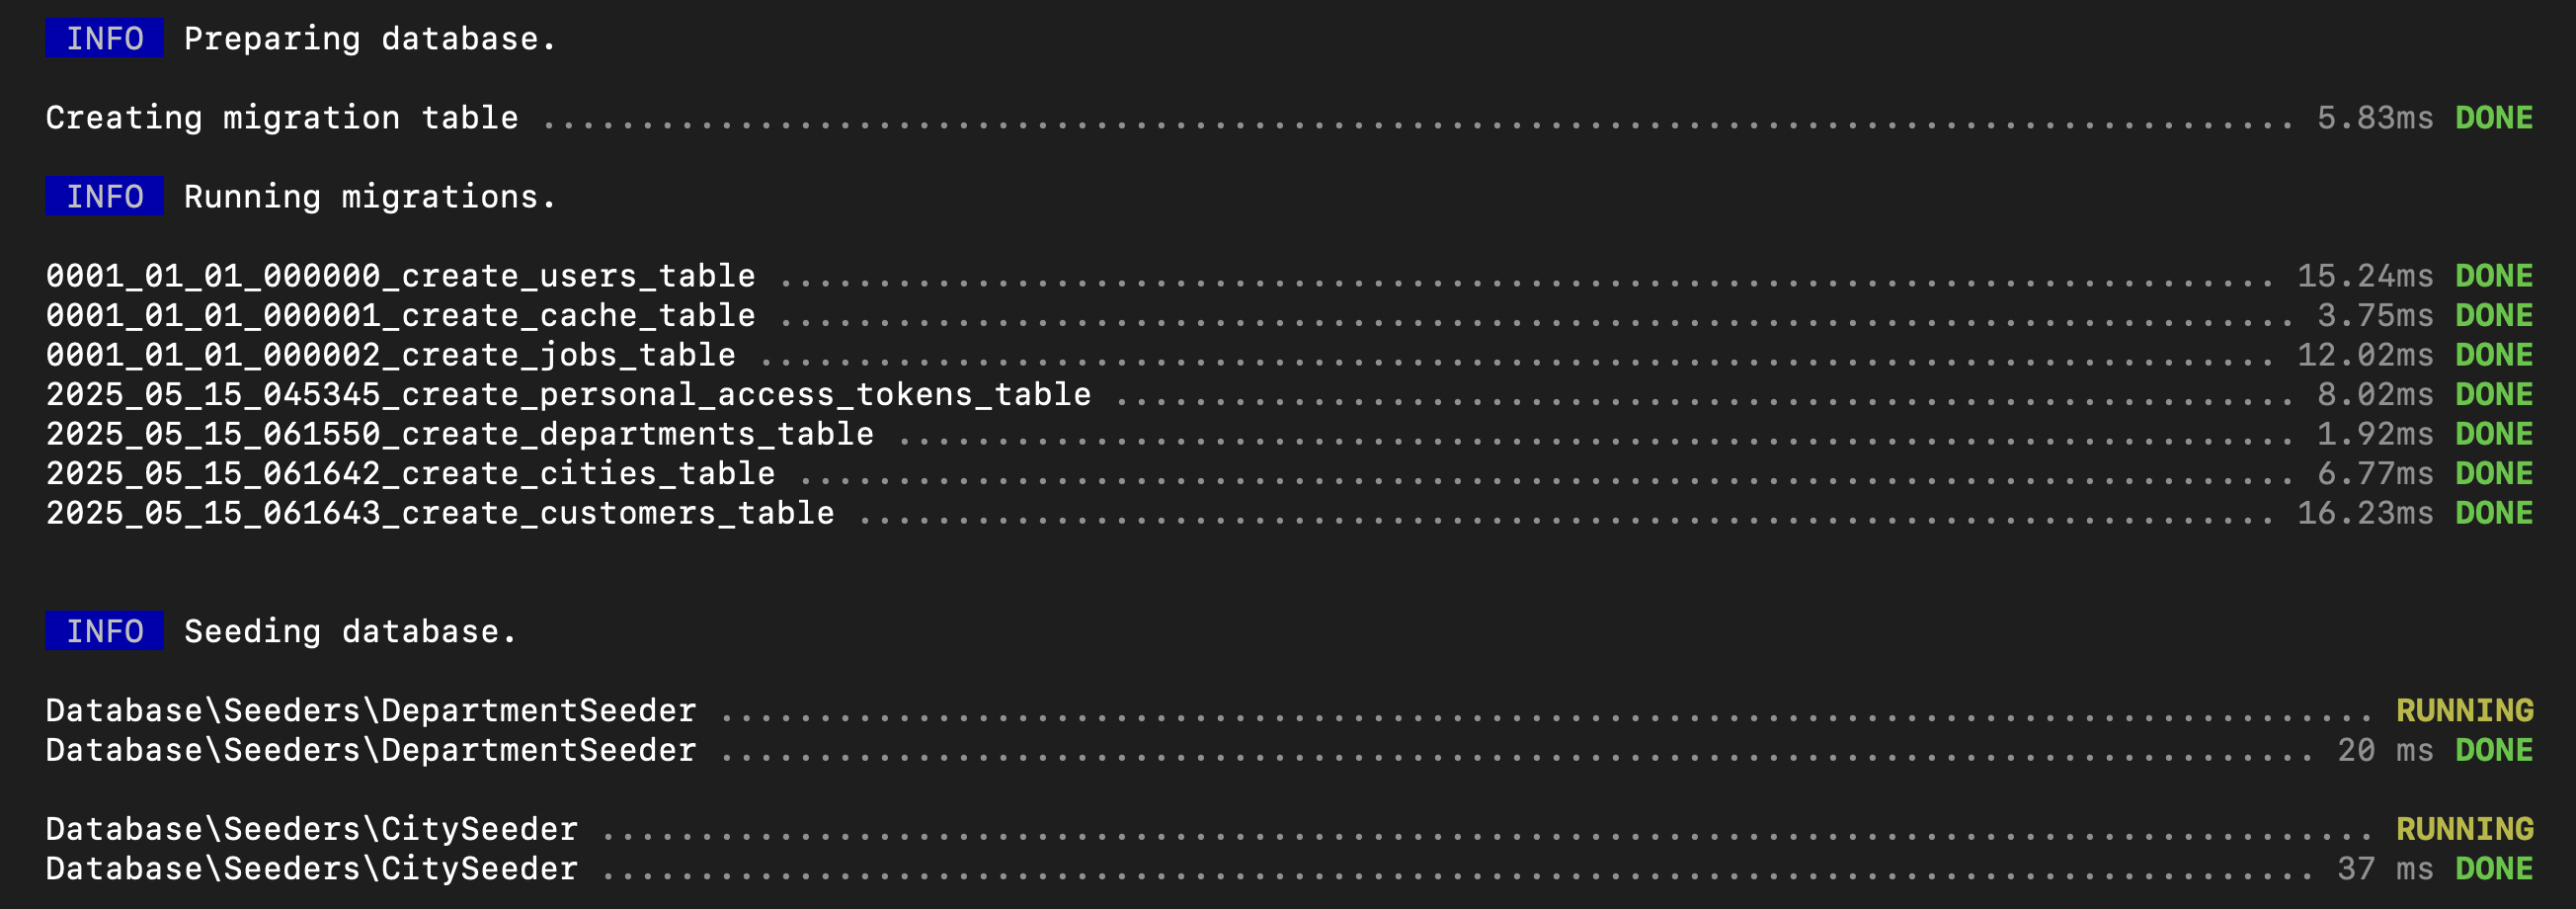 INFO Preparing database.
Creating migration table ......................................................................................... 5.83ms DONE
INFO Running migrations.
0001_01_01_000000_create_users_table ............................................................................ 15.24ms DONE
0001_01_01_000001_create_cache_table ............................................................................. 3.75ms DONE
0001_01_01_000002_create_jobs_table ............................................................................. 12.02ms DONE
2025_05_15_045345_create_personal_access_tokens_table ............................................................ 8.02ms DONE
2025_05_15_061550_create_departments_table ....................................................................... 1.92ms DONE
2025_05_15_061642_create_cities_table ............................................................................ 6.77ms DONE
2025_05_15_061643_create_customers_table ........................................................................ 16.23ms DONE
INFO Seeding database.
Database\Seeders\DepartmentSeeder .................................................................................... RUNNING
Database\Seeders\DepartmentSeeder ................................................................................. 20 ms DONE
Database\Seeders\CitySeeder .......................................................................................... RUNNING
Database\Seeders\CitySeeder ....................................................................................... 37 ms DONE